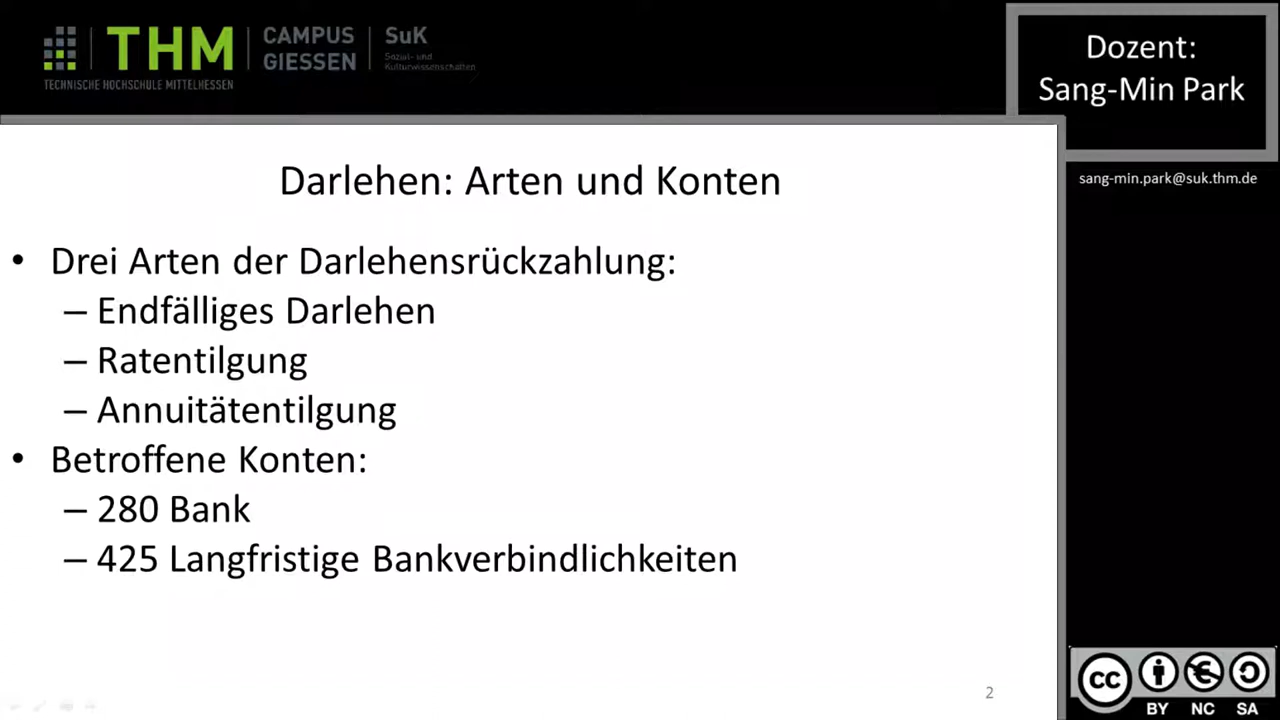 THM
CAMPUS
GIESSEN
SuK
Sozial- und
Kulturwissenschaften
TECHNISCHE HOCHSCHULE MITTELHESSEN
Dozent:
Sang-Min Park
sang-min.park@suk.thm.de
Darlehen: Arten und Konten
• Drei Arten der Darlehensrückzahlung:
– Endfälliges Darlehen
– Ratentilgung
– Annuitätentilgung
• Betroffene Konten:
– 280 Bank
– 425 Langfristige Bankverbindlichkeiten
2
cc
BY NC SA